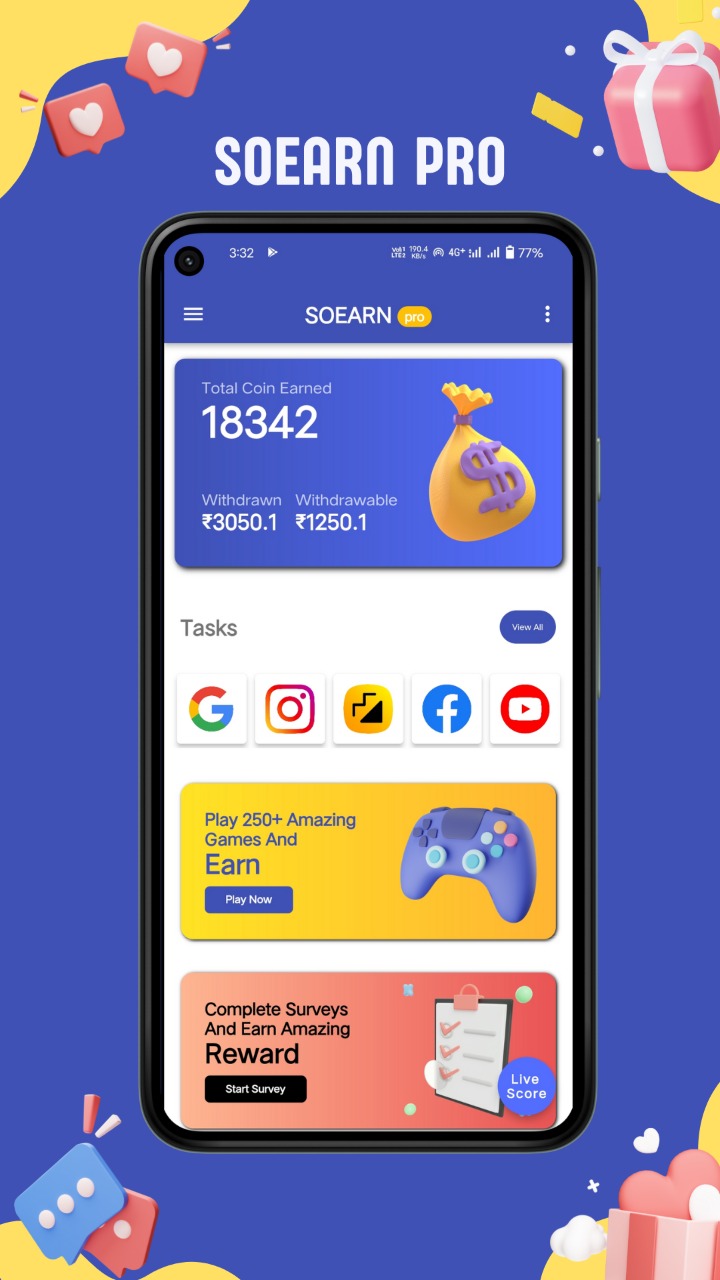 SOEARN PRO
3:32 Vo1 LTE2 190.4 KB/s 4G+ 77%
SOEARN pro
Total Coin Earned
18342
Withdrawn Withdrawable
₹3050.1 ₹1250.1
Tasks View All
Play 250+ Amazing
Games And
Earn
Play Now
Complete Surveys
And Earn Amazing
Reward
Start Survey
Live
Score